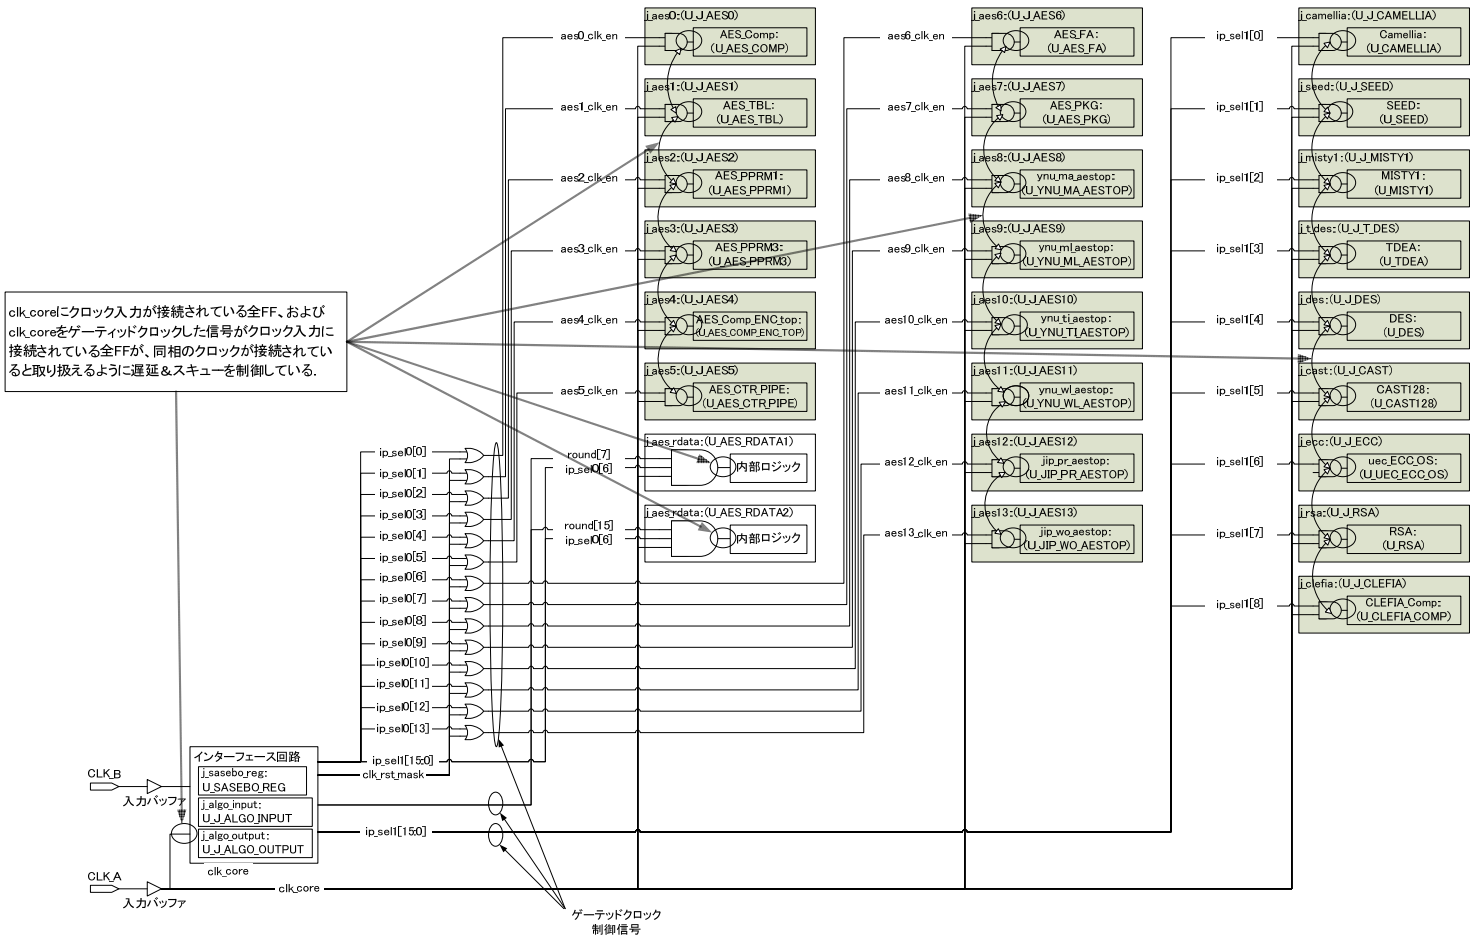 j_aes0:(U_J_AES0)
aes0_clk_en
AES_Comp:
(U_AES_COMP)
j_aes1:(U_J_AES1)
aes1_clk_en
AES_TBL:
(U_AES_TBL)
j_aes2:(U_J_AES2)
aes2_clk_en
AES_PPRM1:
(U_AES_PPRM1)
j_aes3:(U_J_AES3)
aes3_clk_en
AES_PPRM3:
(U_AES_PPRM3)
j_aes4:(U_J_AES4)
aes4_clk_en
AES_Comp_ENC_top:
(U_AES_COMP_ENC_TOP)
j_aes5:(U_J_AES5)
aes5_clk_en
AES_CTR_PIPE:
(U_AES_CTR_PIPE)
j_aes_rdata:(U_AES_RDATA1)
round[7]
ip_sel0[6]
内部ロジック
j_aes_rdata:(U_AES_RDATA2)
round[15]
ip_sel0[6]
内部ロジック
j_aes6:(U_J_AES6)
aes6_clk_en
AES_FA:
(U_AES_FA)
j_aes7:(U_J_AES7)
aes7_clk_en
AES_PKG:
(U_AES_PKG)
j_aes8:(U_J_AES8)
aes8_clk_en
ynu_ma_aestop:
(U_YNU_MA_AESTOP)
j_aes9:(U_J_AES9)
aes9_clk_en
ynu_ml_aestop:
(U_YNU_ML_AESTOP)
j_aes10:(U_J_AES10)
aes10_clk_en
ynu_ti_aestop:
(U_YNU_TI_AESTOP)
j_aes11:(U_J_AES11)
aes11_clk_en
ynu_wl_aestop:
(U_YNU_WL_AESTOP)
j_aes12:(U_J_AES12)
aes12_clk_en
jip_pr_aestop:
(U_JIP_PR_AESTOP)
j_aes13:(U_J_AES13)
aes13_clk_en
jip_wo_aestop:
(U_JIP_WO_AESTOP)
j_camellia:(U_J_CAMELLIA)
ip_sel1[0]
Camellia:
(U_CAMELLIA)
j_seed:(U_J_SEED)
ip_sel1[1]
SEED:
(U_SEED)
j_misty1:(U_J_MISTY1)
ip_sel1[2]
MISTY1:
(U_MISTY1)
j_t_des:(U_J_T_DES)
ip_sel1[3]
TDEA:
(U_TDEA)
j_des:(U_J_DES)
ip_sel1[4]
DES:
(U_DES)
j_cast:(U_J_CAST)
ip_sel1[5]
CAST128:
(U_CAST128)
j_ecc:(U_J_ECC)
ip_sel1[6]
uec_ECC_OS:
(U_UEC_ECC_OS)
j_rsa:(U_J_RSA)
ip_sel1[7]
RSA:
(U_RSA)
j_clefia:(U_J_CLEFIA)
ip_sel1[8]
CLEFIA_Comp:
(U_CLEFIA_COMP)
clk_coreにクロック入力が接続されている全FF、および
clk_coreをゲーティッドクロックした信号がクロック入力に
接続されている全FFが、同相のクロックが接続されてい
ると取り扱えるように遅延＆スキューを制御している.
ip_sel0[0]
ip_sel0[1]
ip_sel0[2]
ip_sel0[3]
ip_sel0[4]
ip_sel0[5]
ip_sel0[6]
ip_sel0[7]
ip_sel0[8]
ip_sel0[9]
ip_sel0[10]
ip_sel0[11]
ip_sel0[12]
ip_sel0[13]
ip_sel1[15:0]
clk_rst_mask
ip_sel1[15:0]
インターフェース回路
j_sasebo_reg:
U_SASEBO_REG
j_algo_input:
U_J_ALGO_INPUT
j_algo_output:
U_J_ALGO_OUTPUT
clk_core
CLK_B
入力バッファ
CLK_A
入力バッファ
clk_core
ゲーテッドクロック
制御信号